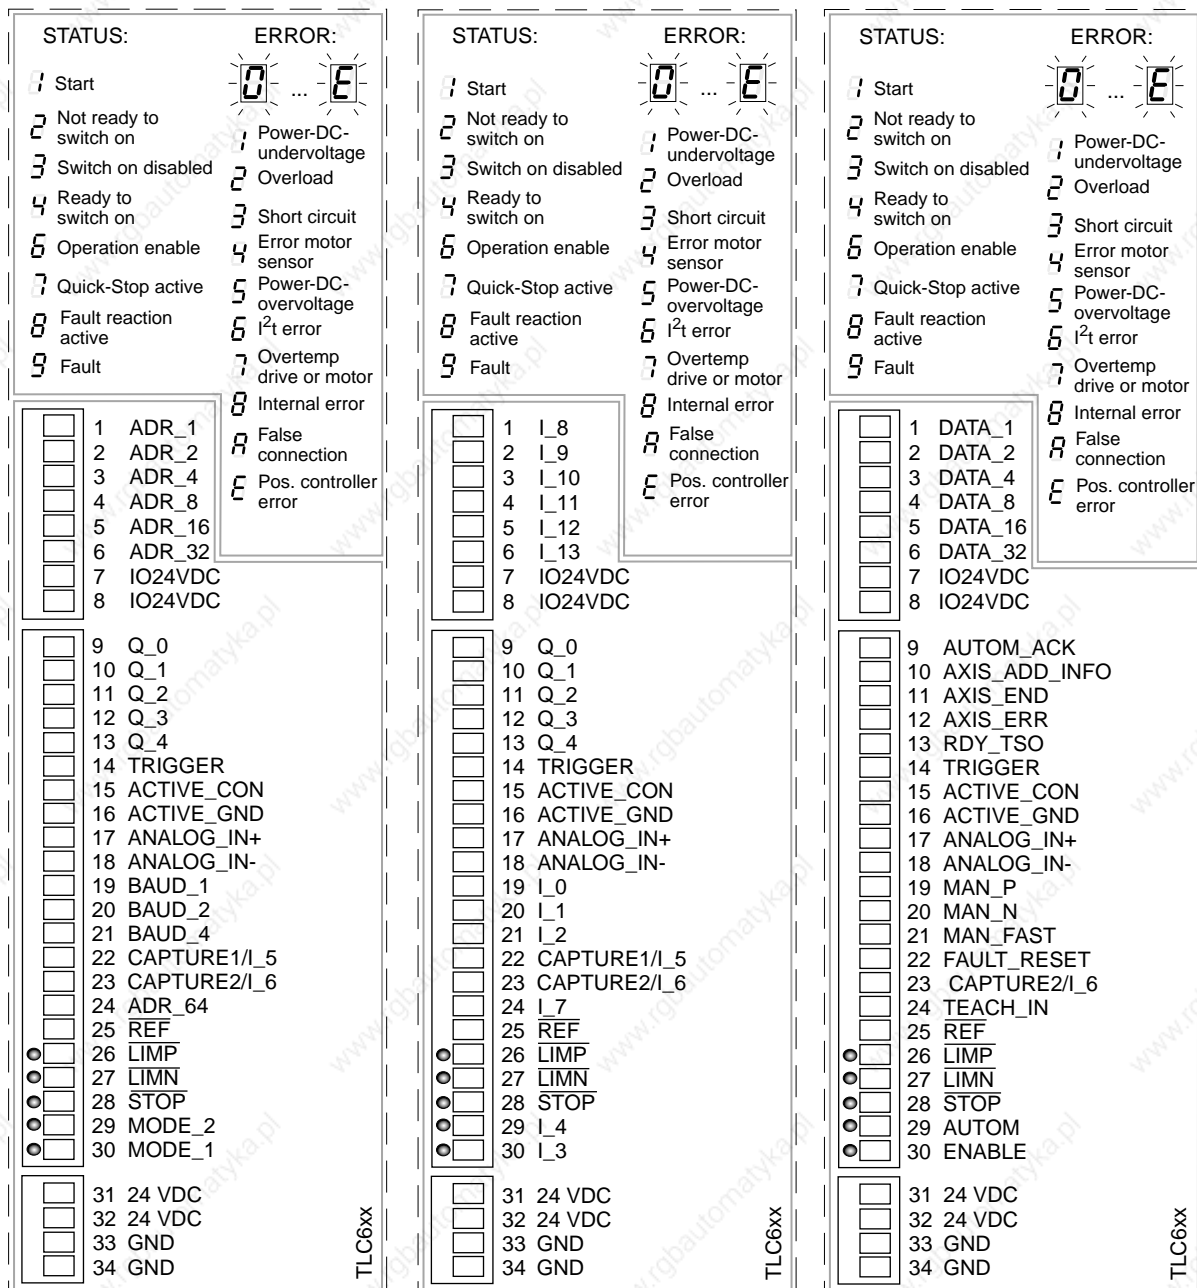 STATUS: ERROR:
0 ... E
1 Start
2 Not ready to
switch on
3 Switch on disabled
4 Ready to
switch on
6 Operation enable
7 Quick-Stop active
8 Fault reaction
active
9 Fault
1 Power-DC-
undervoltage
2 Overload
3 Short circuit
4 Error motor
sensor
5 Power-DC-
overvoltage
6 I2t error
7 Overtemp
drive or motor
8 Internal error
A False
connection
E Pos. controller
error
1 ADR_1
2 ADR_2
3 ADR_4
4 ADR_8
5 ADR_16
6 ADR_32
7 IO24VDC
8 IO24VDC
9 Q_0
10 Q_1
11 Q_2
12 Q_3
13 Q_4
14 TRIGGER
15 ACTIVE_CON
16 ACTIVE_GND
17 ANALOG_IN+
18 ANALOG_IN-
19 BAUD_1
20 BAUD_2
21 BAUD_4
22 CAPTURE1/I_5
23 CAPTURE2/I_6
24 ADR_64
25 REF
26 LIMP
27 LIMN
28 STOP
29 MODE_2
30 MODE_1
31 24 VDC
32 24 VDC
33 GND
34 GND
TLC6xx
STATUS: ERROR:
0 ... E
1 Start
2 Not ready to
switch on
3 Switch on disabled
4 Ready to
switch on
6 Operation enable
7 Quick-Stop active
8 Fault reaction
active
9 Fault
1 Power-DC-
undervoltage
2 Overload
3 Short circuit
4 Error motor
sensor
5 Power-DC-
overvoltage
6 I2t error
7 Overtemp
drive or motor
8 Internal error
A False
connection
E Pos. controller
error
1 I_8
2 I_9
3 I_10
4 I_11
5 I_12
6 I_13
7 IO24VDC
8 IO24VDC
9 Q_0
10 Q_1
11 Q_2
12 Q_3
13 Q_4
14 TRIGGER
15 ACTIVE_CON
16 ACTIVE_GND
17 ANALOG_IN+
18 ANALOG_IN-
19 I_0
20 I_1
21 I_2
22 CAPTURE1/I_5
23 CAPTURE2/I_6
24 I_7
25 REF
26 LIMP
27 LIMN
28 STOP
29 I_4
30 I_3
31 24 VDC
32 24 VDC
33 GND
34 GND
TLC6xx
STATUS: ERROR:
0 ... E
1 Start
2 Not ready to
switch on
3 Switch on disabled
4 Ready to
switch on
6 Operation enable
7 Quick-Stop active
8 Fault reaction
active
9 Fault
1 Power-DC-
undervoltage
2 Overload
3 Short circuit
4 Error motor
sensor
5 Power-DC-
overvoltage
6 I2t error
7 Overtemp
drive or motor
8 Internal error
A False
connection
E Pos. controller
error
1 DATA_1
2 DATA_2
3 DATA_4
4 DATA_8
5 DATA_16
6 DATA_32
7 IO24VDC
8 IO24VDC
9 AUTOM_ACK
10 AXIS_ADD_INFO
11 AXIS_END
12 AXIS_ERR
13 RDY_TSO
14 TRIGGER
15 ACTIVE_CON
16 ACTIVE_GND
17 ANALOG_IN+
18 ANALOG_IN-
19 MAN_P
20 MAN_N
21 MAN_FAST
22 FAULT_RESET
23 CAPTURE2/I_6
24 TEACH_IN
25 REF
26 LIMP
27 LIMN
28 STOP
29 AUTOM
30 ENABLE
31 24 VDC
32 24 VDC
33 GND
34 GND
TLC6xx
www.rgbautomatyka.pl